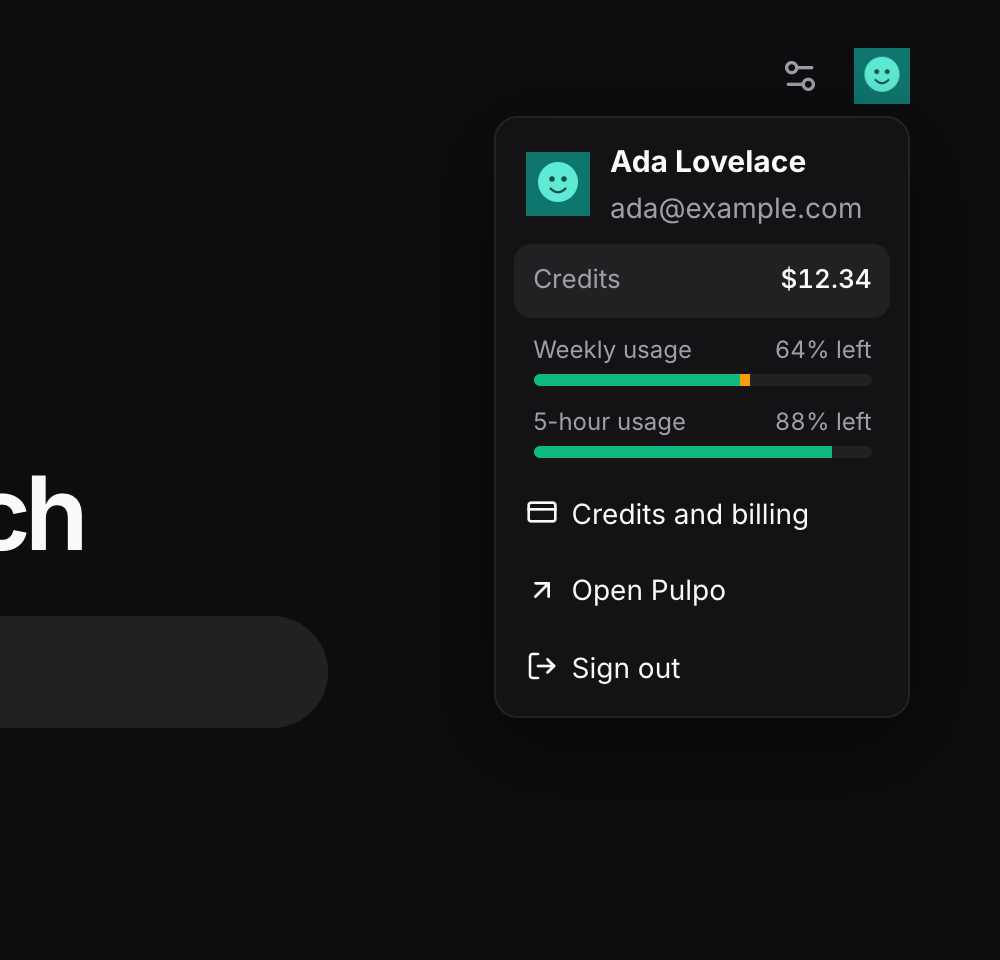 Ada Lovelace
ada@example.com
Credits $12.34
Weekly usage 64% left
5-hour usage 88% left
ch
Credits and billing
Open Pulpo
Sign out